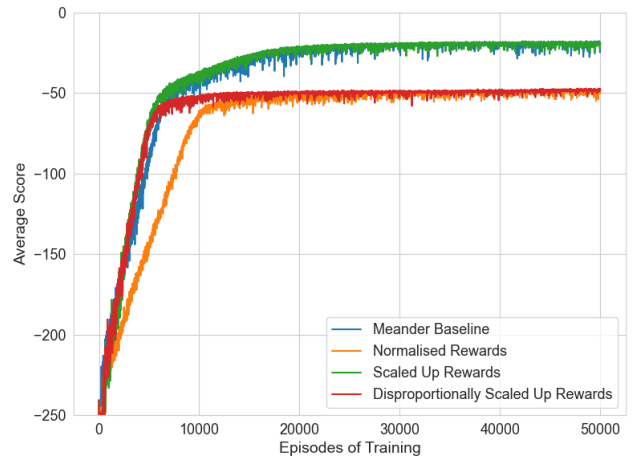 0
−50
−100
−150
−200
−250
Average Score
0
10000
20000
30000
40000
50000
Episodes of Training
Meander Baseline
Normalised Rewards
Scaled Up Rewards
Disproportionally Scaled Up Rewards